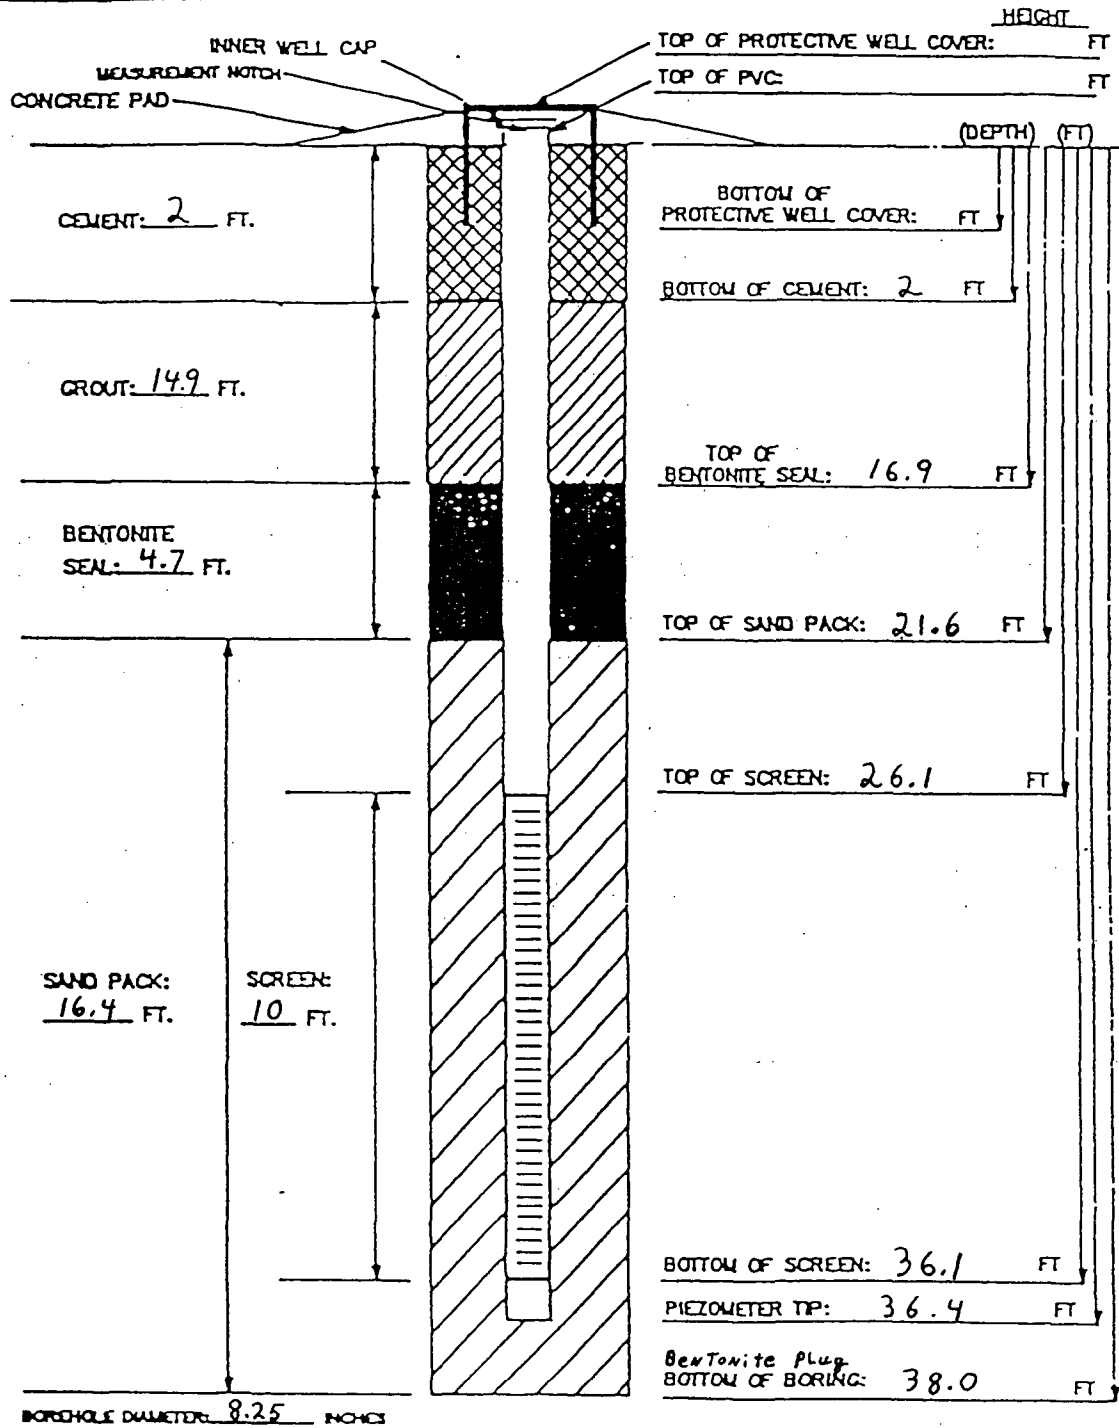 HEIGHT
INNER WELL CAP
TOP OF PROTECTIVE WELL COVER: FT
MEASUREMENT NOTCH
TOP OF PVC: FT
CONCRETE PAD
(DEPTH) (FT)
CEMENT: 2 FT.
BOTTOM OF
PROTECTIVE WELL COVER: FT
BOTTOM OF CEMENT: 2 FT
GROUT: 14.9 FT.
TOP OF
BENTONITE SEAL: 16.9 FT
BENTONITE
SEAL: 4.7 FT.
TOP OF SAND PACK: 21.6 FT
TOP OF SCREEN: 26.1 FT
SAND PACK:
16.4 FT.
SCREEN:
10 FT.
BOTTOM OF SCREEN: 36.1 FT
PIEZOMETER TIP: 36.4 FT
BenTonite Plug
BOTTOM OF BORING: 38.0 FT
BOREHOLE DIAMETER: 8.25 INCHES